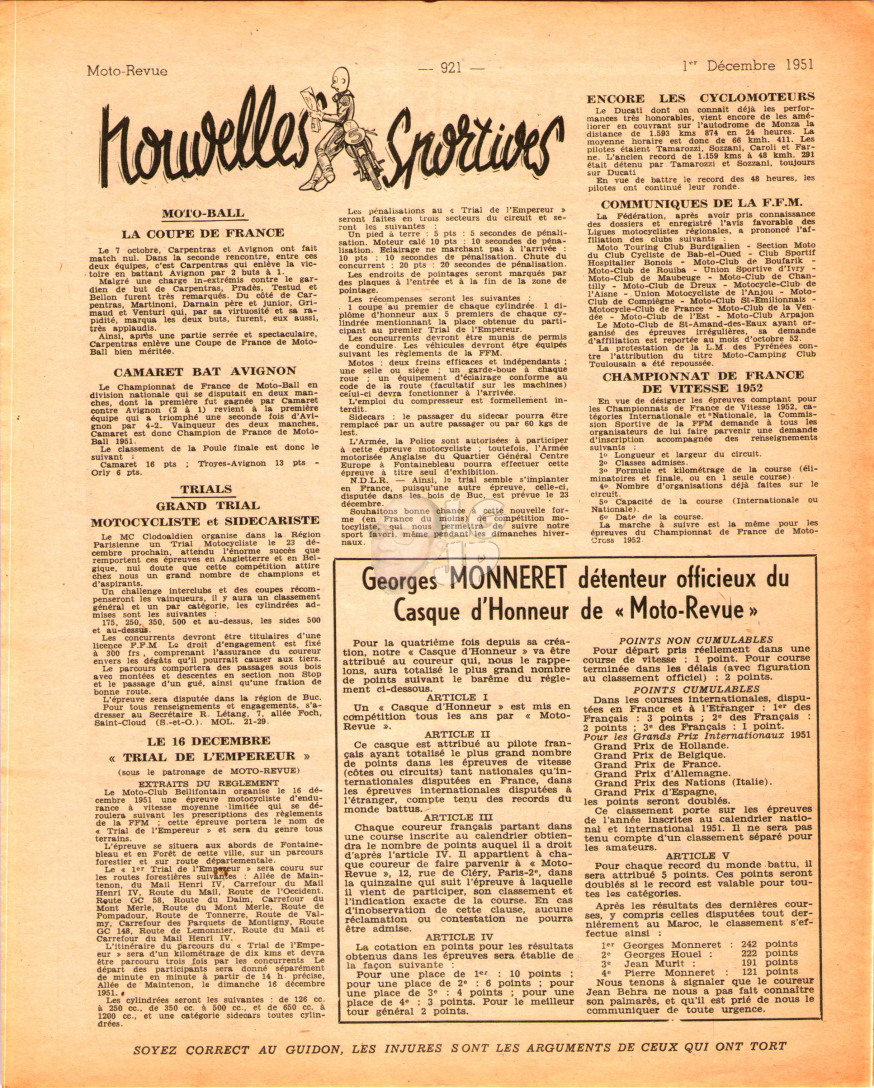 Moto-Revue
— 921 —
1er Décembre 1951
Nouvelles Sportives
MOTO-BALL
LA COUPE DE FRANCE
Le 7 octobre, Carpentras et Avignon ont fait
match nul. Dans la seconde rencontre, entre ces
deux équipes, c'est Carpentras qui enlève la vic-
toire en battant Avignon par 2 buts à 1.
Malgré une charge in-extrémis contre le gar-
dien de but de Carpentras, Pradès, Testud et
Bellon furent très remarqués. Du côté de Car-
pentras, Martinoni, Darnain père et junior, Gri-
maud et Venturi qui, par sa virtuosité et sa ra-
pidité, marqua les deux buts, furent, eux aussi,
très applaudis.
Ainsi, après une partie serrée et spectaculaire,
Carpentras enlève une Coupe de France de Moto-
Ball bien méritée.
CAMARET BAT AVIGNON
Le Championnat de France de Moto-Ball en
division nationale qui se disputait en deux man-
ches, dont la première fut gagnée par Camaret
contre Avignon (2 à 1) revient à la première
équipe qui a triomphé une seconde fois d'Avi-
gnon par 4-2. Vainqueur des deux manches,
Camaret est donc Champion de France de Moto-
Ball 1951.
Le classement de la Poule finale est donc le
suivant :
Camaret 16 pts ; Troyes-Avignon 13 pts -
Orly 6 pts.
TRIALS
GRAND TRIAL
MOTOCYCLISTE et SIDECARISTE
Le MC Clodoaldien organise dans la Région
Parisienne un Trial Motocycliste le 23 dé-
cembre prochain, attendu l'énorme succès que
remportent ces épreuves en Angletterre et en Bel-
gique, nul doute que cette compétition attire
chez nous un grand nombre de champions et
d'aspirants.
Un challenge interclubs et des coupes récom-
penseront les vainqueurs, il y aura un classement
général et un par catégorie, les cylindrées ad-
mises sont les suivantes :
175, 250, 350, 500 et au-dessus, les sides 500
et au-dessus.
Les concurrents devront être titulaires d'une
licence F.F.M. Le droit d'engagement est fixé
à 300 frs, comprenant l'assurance du coureur
envers les dégâts qu'il pourrait causer aux tiers.
Le parcours comportera des passages sous bois
avec montées et descentes en section non Stop
et le passage d'un gué, ainsi qu'une fration de
bonne route.
L'épreuve sera disputée dans la région de Buc.
Pour tous renseignements et engagements, s'a-
dresser au Secrétaire R. Létang, 7, allée Foch,
Saint-Cloud (S.-et-O.). MOL. 21-29.
LE 16 DECEMBRE
« TRIAL DE L'EMPEREUR »
(sous le patronage de MOTO-REVUE)
EXTRAITS DU REGLEMENT
Le Moto-Club Bellifontain organise le 16 dé-
cembre 1951 une épreuve motocycliste d'endu-
rance à vitesse moyenne limitée qui se dé-
roulera suivant les prescriptions des règlements
de la FFM ; cette épreuve portera le nom de
« Trial de l'Empereur » et sera du genre tous
terrains.
L'épreuve se situera aux abords de Fontaine-
bleau et en Forêt de cette ville, sur un parcours
forestier et sur route départementale.
Le « 1er Trial de l'Empereur » sera couru sur
les routes forestières suivantes : Allée de Main-
tenon, du Mail Henri IV, Carrefour du Mail
Henri IV, Route du Mail, Route de l'Occident.
Route GC 58, Route du Daim, Carrefour du
Mont Merle, Route du Mont Merle, Route de
Pompadour, Route de Tonnerre, Route de Val-
my, Carrefour des Parquets de Montigny, Route
GC 148, Route de Lemonnier, Route du Mail et
Carrefour du Mail Henri IV.
L'itinéraire du parcours du « Trial de l'Empe-
reur » sera d'un kilométrage de dix kms et devra
être parcouru trois fois par les concurrents Le
départ des participants sera donné séparément
de minute en minute à partir de 14 h précise,
Allée de Maintenon, le dimanche 16 décembre
1951.
Les cylindrées seront les suivantes : de 126 cc.
à 250 cc., de 350 cc. à 500 cc., et de 650 cc. à
1200 cc., et une catégorie sidecars toutes cylin-
drées.
Les pénalisations au « Trial de l'Empereur »
seront faites en trois secteurs du circuit et se-
ront les suivantes :
Un pied à terre : 5 pts : 5 secondes de pénali-
sation. Moteur calé 10 pts : 10 secondes de péna-
lisation. Eclairage ne marchant pas à l'arrivée :
10 pts : 10 secondes de pénalisation. Chute du
concurrent : 20 pts : 20 secondes de pénalisation.
Les endroits de pointages seront marqués par
des plaques à l'entrée et à la fin de la zone de
pointage.
Les récompenses seront les suivantes :
1 coupe au premier de chaque cylindrée 1 di-
plôme d'honneur aux 5 premiers de chaque cy-
lindrée mentionnant la place obtenue du parti-
cipant au premier Trial de l'Empereur.
Les concurrents devront être munis de permis
de conduire. Les véhicules devront être équipés
suivant les règlements de la FFM.
Motos : deux freins efficaces et indépendants ;
une selle ou siège ; un garde-boue à chaque
roue ; un équipement d'éclairage conforme au
code de la route (facultatif sur les machines)
celui-ci devra fonctionner à l'arrivée.
L'emploi du compresseur est formellement in-
terdit.
Sidecars : le passager du sidecar pourra être
remplacé par un autre passager ou par 60 kgs de
lest.
L'Armée, la Police sont autorisées à participer
à cette épreuve motocycliste ; toutefois, l'Armée
motorisée Anglaise du Quartier Général Centre
Europe à Fontainebleau pourra effectuer cette
épreuve à titre seul d'exhibition.
N.D.L.R. — Ainsi, le trial semble s'implanter
en France, puisqu'une autre épreuve, celle-ci,
disputée dans les bois de Buc, est prévue le 23
décembre.
Souhaitons bonne chance à cette nouvelle for-
me (en France du moins) de compétition mo-
tocycliste, qui nous permettra de suivre notre
sport favori, même pendant les dimanches hiver-
naux.
ENCORE LES CYCLOMOTEURS
Le Ducati dont on connaît déjà les perfor-
mances très honorables, vient encore de les amé-
liorer en couvrant sur l'autodrome de Monza la
distance de 1.593 kms 874 en 24 heures. La
moyenne horaire est donc de 66 kmh. 411. Les
pilotes étaient Tamarozzi, Sozzani, Caroli et Far-
ne. L'ancien record de 1.159 kms à 48 kmh. 291
était détenu par Tamarozzi et Sozzani, toujours
sur Ducati
En vue de battre le record des 48 heures, les
pilotes ont continué leur ronde.
COMMUNIQUES DE LA F.F.M.
La Fédération, après avoir pris connaissance
des dossiers et enregistré l'avis favorable des
Ligues motocyclistes régionales, a prononcé l'af-
filiation des clubs suivants :
Moto Touring Club Burdigalien - Section Moto
du Club Cycliste de Bab-el-Oued - Club Sportif
Hospitalier Bonois - Moto-Club de Boufarik -
Moto-Club de Rouiba - Union Sportive d'Ivry -
Moto-Club de Maubeuge - Moto-Club de Chan-
tilly - Moto-Club de Dreux - Motocycle-Club de
l'Aisne - Union Motocycliste de l'Anjou - Moto-
Club de Compiègne - Moto-Club St-Emillonnais -
Motocycle-Club de France - Moto-Club de la Ven-
dée - Moto-Club de l'Est - Moto-Club Arpajon
Le Moto-Club de St-Amand-des-Eaux ayant or-
ganisé des épreuves irrégulières, sa demande
d'affiliation est reportée au mois d'octobre 52.
La protestation de la L.M. des Pyrénées con-
tre l'attribution du titre Moto-Camping Club
Toulousain a été repoussée.
CHAMPIONNAT DE FRANCE
DE VITESSE 1952
En vue de désigner les épreuves comptant pour
les Championnats de France de Vitesse 1952, ca-
tégories Internationale et Nationale, la Commis-
sion Sportive de la FFM demande à tous les
organisateurs de lui faire parvenir une demande
d'inscription accompagnée des renseignements
suivants :
1° Longueur et largeur du circuit.
2° Classes admises.
3° Formule et kilométrage de la course (éli-
minatoires et finale, ou en 1 seule course)
4° Nombre d'organisations déjà faites sur le
circuit.
5° Capacité de la course (Internationale ou
Nationale).
6° Date de la course.
La marche à suivre est la même pour les
épreuves du Championnat de France de Moto-
Cross 1952
Georges MONNERET détenteur officieux du
Casque d'Honneur de « Moto-Revue »
Pour la quatrième fois depuis sa créa-
tion, notre « Casque d'Honneur » va être
attribué au coureur qui, nous le rappe-
lons, aura totalisé le plus grand nombre
de points suivant le barême du règle-
ment ci-dessous.
ARTICLE I
Un « Casque d'Honneur » est mis en
compétition tous les ans par « Moto-
Revue ».
ARTICLE II
Ce casque est attribué au pilote fran-
çais ayant totalisé le plus grand nombre
de points dans les épreuves de vitesse
(côtes ou circuits) tant nationales qu'in-
ternationales disputées en France, dans
les épreuves internationales disputées à
l'étranger, compte tenu des records du
monde battus.
ARTICLE III
Chaque coureur français partant dans
une course inscrite au calendrier obtien-
dra le nombre de points auquel il a droit
d'après l'article IV. Il appartient à cha-
que coureur de faire parvenir à « Moto-
Revue », 12, rue de Cléry, Paris-2e, dans
la quinzaine qui suit l'épreuve à laquelle
il vient de participer, son classement et
l'indication exacte de la course. En cas
d'inobservation de cette clause, aucune
réclamation ou contestation ne pourra
être admise.
ARTICLE IV
La cotation en points pour les résultats
obtenus dans les épreuves sera établie de
la façon suivante :
Pour une place de 1er : 10 points ;
pour une place de 2e : 6 points ; pour
une place de 3e : 4 points ; pour une
place de 4e : 3 points. Pour le meilleur
tour général 2 points.
POINTS NON CUMULABLES
Pour départ pris réellement dans une
course de vitesse : 1 point. Pour course
terminée dans les délais (avec figuration
au classement officiel) : 2 points.
POINTS CUMULABLES
Dans les courses internationales, dispu-
tées en France et à l'Etranger : 1er des
Français : 3 points ; 2e des Français :
2 points ; 3e des Français : 1 point.
Pour les Grands Prix Internationaux 1951
Grand Prix de Hollande.
Grand Prix de Belgique.
Grand Prix de France.
Grand Prix d'Allemagne.
Grand Prix des Nations (Italie).
Grand Prix d'Espagne,
les points seront doublés.
Ce classement porte sur les épreuves
de l'année inscrites au calendrier natio-
nal et international 1951. Il ne sera pas
tenu compte d'un classement séparé pour
les amateurs.
ARTICLE V
Pour chaque record du monde battu, il
sera attribué 5 points. Ces points seront
doublés si le record est valable pour tou-
tes les catégories.
Après les résultats des dernières cour-
ses, y compris celles disputées tout der-
nièrement au Maroc, le classement s'ef-
fectue ainsi :
1er Georges Monneret : 242 points
2e Georges Houel : 222 points
3e Jean Murit : 191 points
4e Pierre Monneret : 121 points
Nous tenons à signaler que le coureur
Jean Behra ne nous a pas fait connaître
son palmarès, et qu'il est prié de nous le
communiquer de toute urgence.
SOYEZ CORRECT AU GUIDON, LES INJURES SONT LES ARGUMENTS DE CEUX QUI ONT TORT